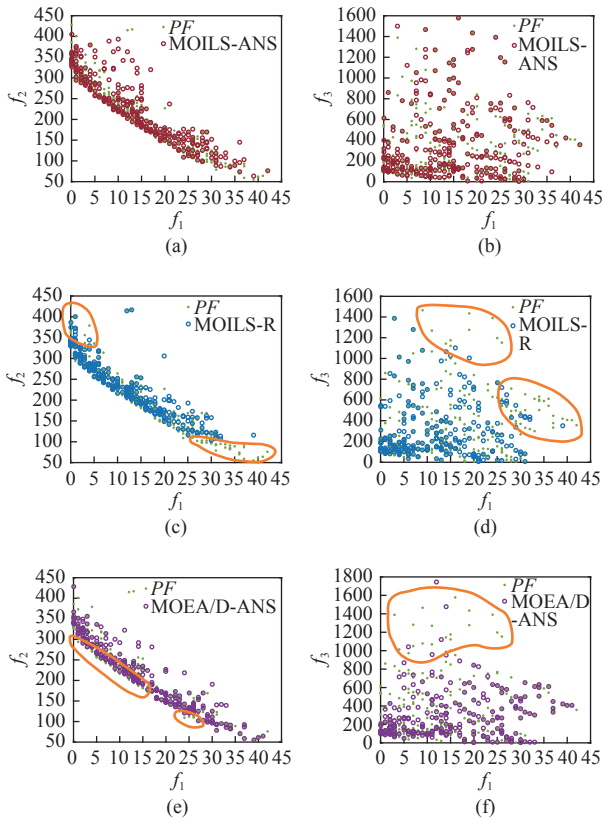 450
400
350
300
250
200
150
100
50
f2
PF
MOILS-ANS
0 5 10 15 20 25 30 35 40 45
f1
(a)
1600
1400
1200
1000
800
600
400
200
0
f3
PF
MOILS-
ANS
0 5 10 15 20 25 30 35 40 45
f1
(b)
450
400
350
300
250
200
150
100
50
f2
PF
MOILS-R
0 5 10 15 20 25 30 35 40 45
f1
(c)
1600
1400
1200
1000
800
600
400
200
0
f3
PF
MOILS-
R
0 5 10 15 20 25 30 35 40 45
f1
(d)
450
400
350
300
250
200
150
100
50
f2
PF
MOEA/D-ANS
0 5 10 15 20 25 30 35 40 45
f1
(e)
1800
1600
1400
1200
1000
800
600
400
200
0
f3
PF
MOEA/D
-ANS
0 5 10 15 20 25 30 35 40 45
f1
(f)